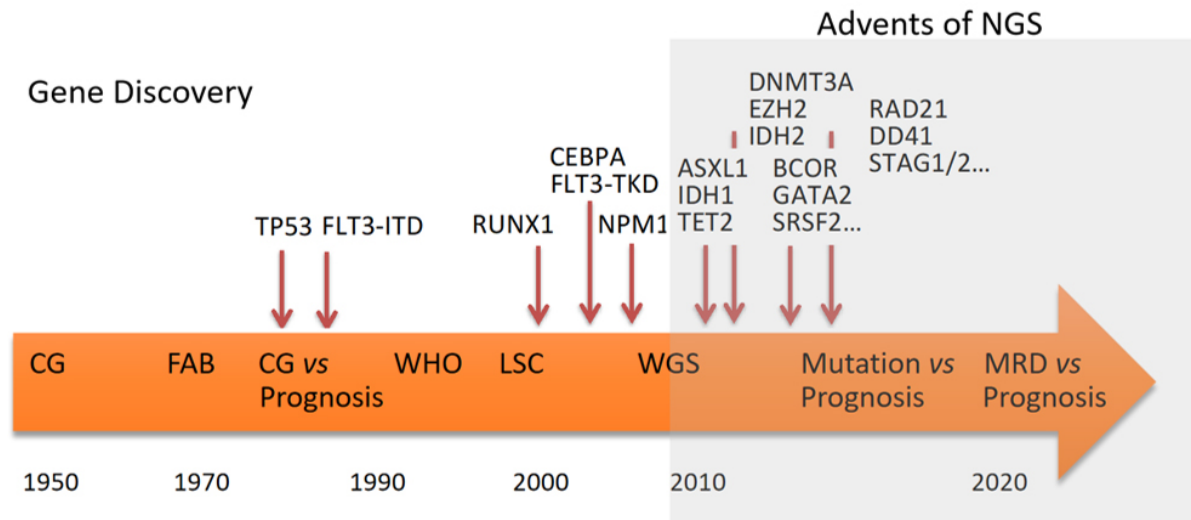 Advents of NGS
Gene Discovery
DNMT3A
EZH2
IDH2
RAD21
DD41
STAG1/2...
CEBPA
FLT3-TKD
ASXL1
IDH1
TET2
BCOR
GATA2
SRSF2...
TP53 FLT3-ITD
RUNX1
NPM1
CG
FAB
CG vs
Prognosis
WHO
LSC
WGS
Mutation vs
Prognosis
MRD vs
Prognosis
1950 1970 1990 2000 2010 2020